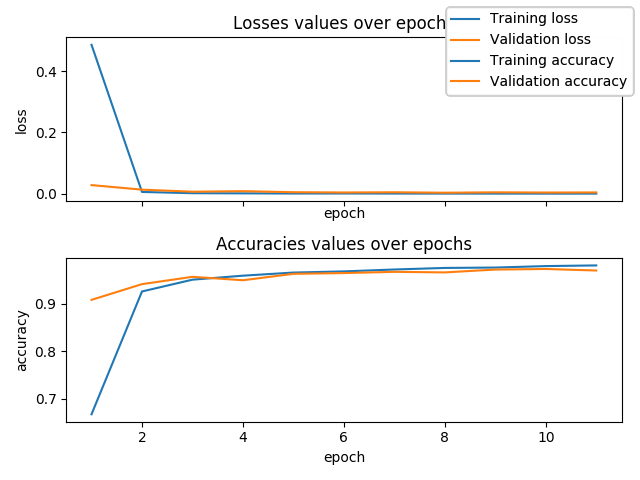 Losses values over epoch
Training loss
Validation loss
Training accuracy
Validation accuracy
0.4
0.2
0.0
loss
epoch
Accuracies values over epochs
0.9
0.8
0.7
accuracy
2 4 6 8 10
epoch